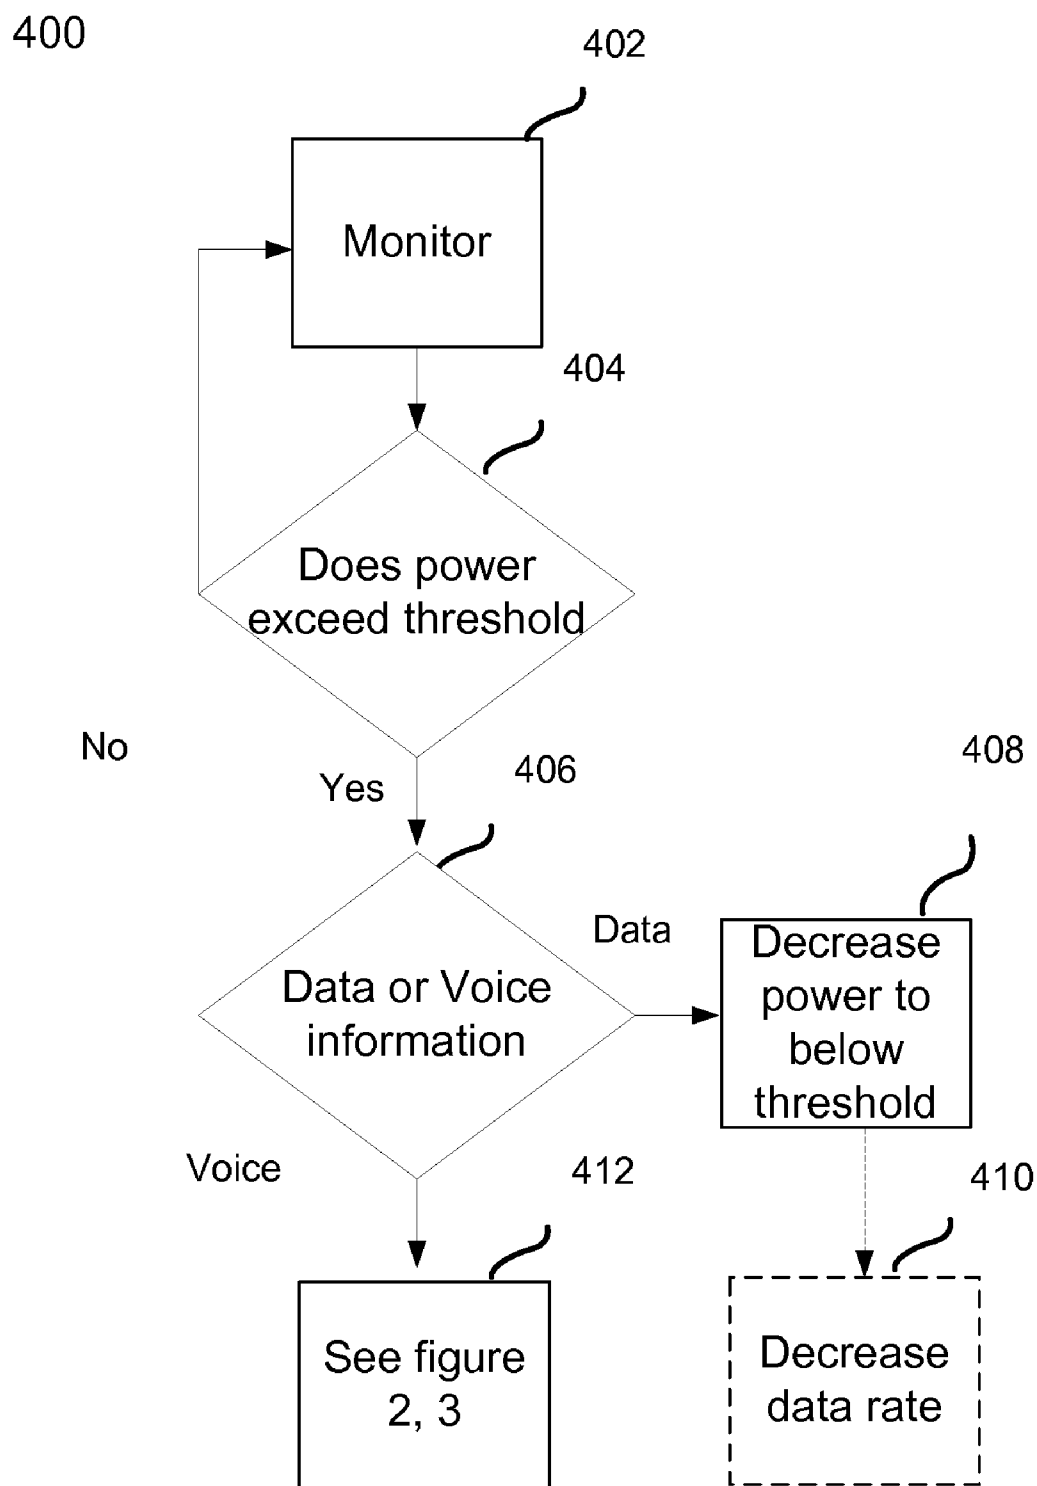 400
402
Monitor
404
Does power
exceed threshold
No
Yes
406
408
Data
Data or Voice
information
Decrease
power to
below
threshold
Voice
412
410
See figure
2, 3
Decrease
data rate